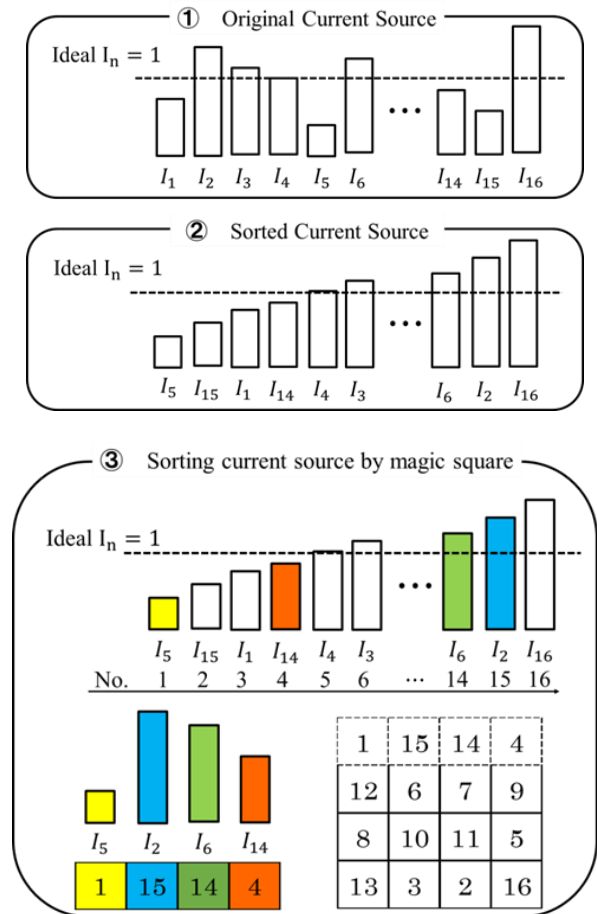 ① Original Current Source
Ideal Iₙ = 1
...
I₁ I₂ I₃ I₄ I₅ I₆ I₁₄ I₁₅ I₁₆
② Sorted Current Source
Ideal Iₙ = 1
...
I₅ I₁₅ I₁ I₁₄ I₄ I₃ I₆ I₂ I₁₆
③ Sorting current source by magic square
Ideal Iₙ = 1
...
I₅ I₁₅ I₁ I₁₄ I₄ I₃ I₆ I₂ I₁₆
No. 1 2 3 4 5 6 ... 14 15 16
I₅ I₂ I₆ I₁₄
1 15 14 4
1 15 14 4
12 6 7 9
8 10 11 5
13 3 2 16